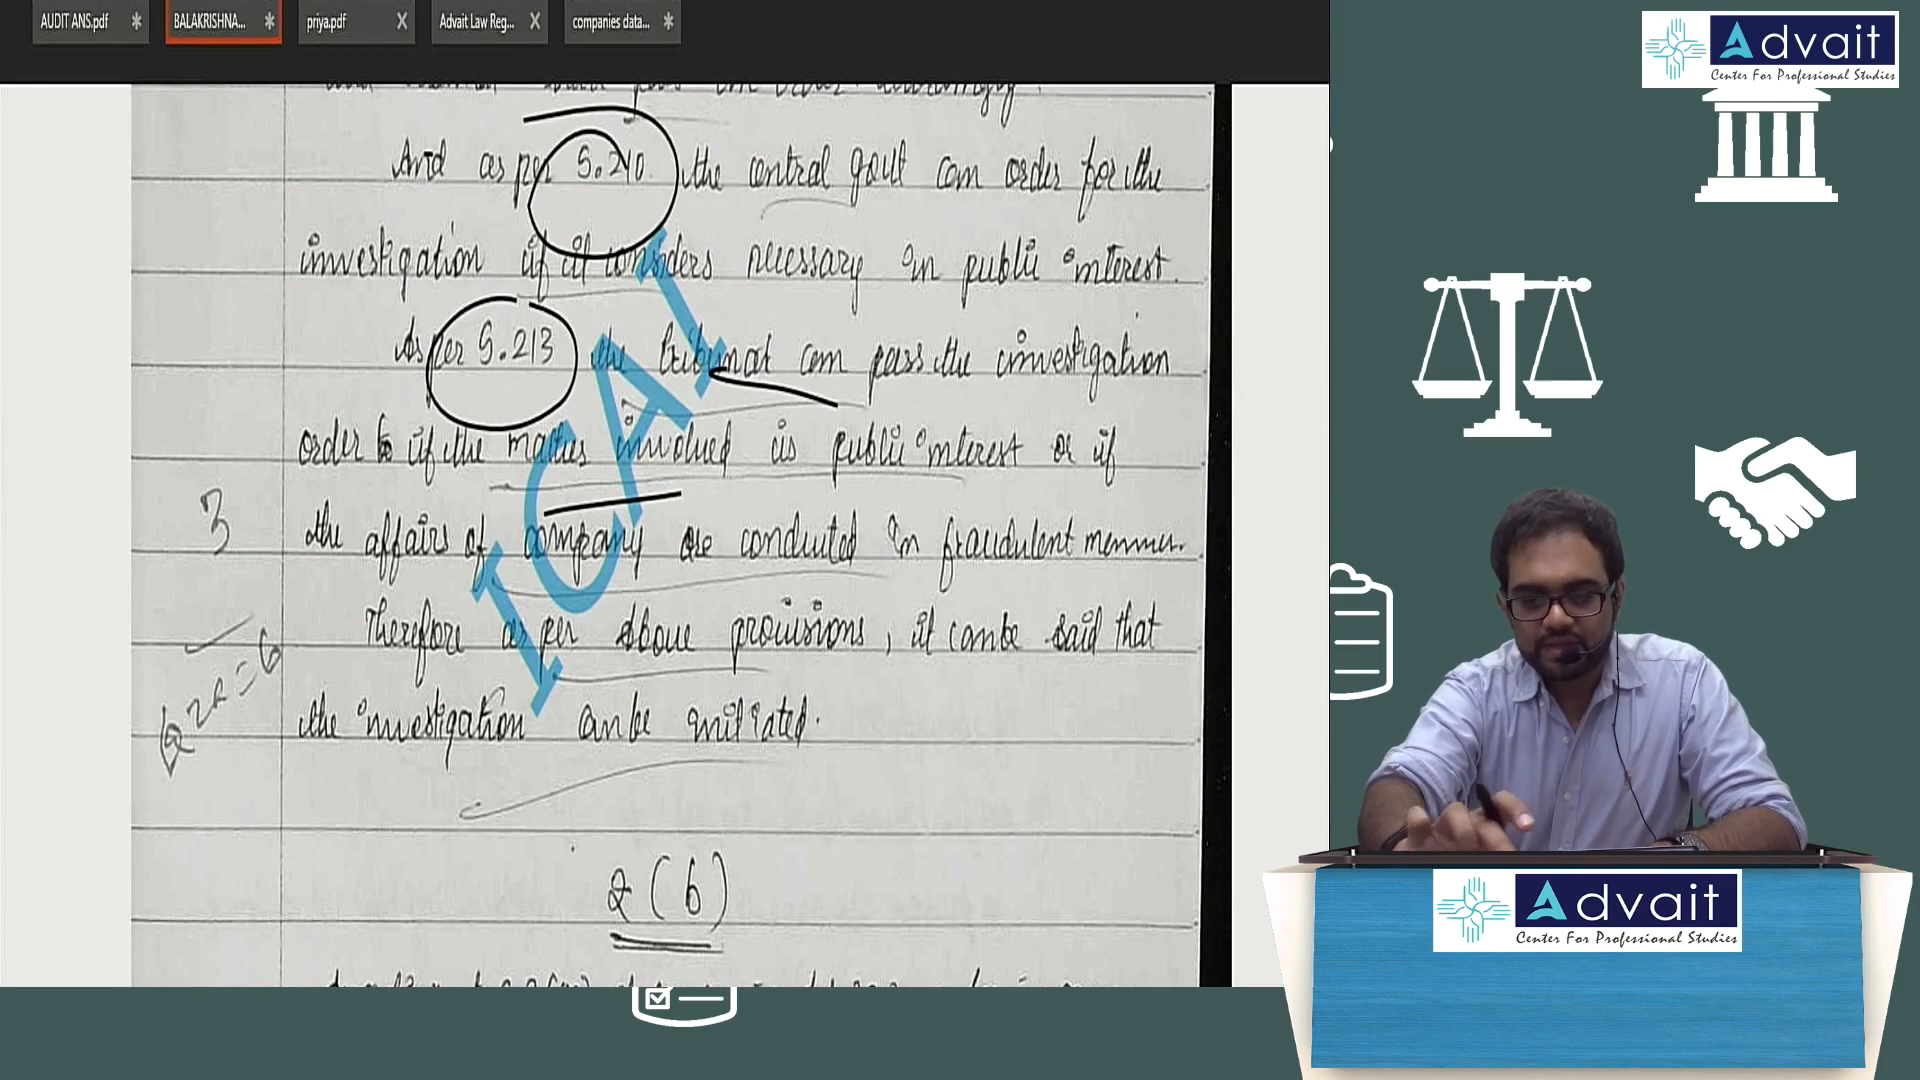 AUDIT ANS.pdf
BALAKRISHNA...
priya.pdf
Advait Law Reg...
companies data...
Advait
Center For Professional Studies
And as per S.210 the central govt can order for the
investigation if it considers necessary in public interest.
As per S.213 the tribunal can pass the investigation
order to if the matters involved is public interest or if
3
the affairs of company are conducted in fraudulent manner.
Therefore as per above provisions, it can be said that
Q2a=6
the investigation can be initiated.
2(b)
ICAI
Advait
Center For Professional Studies